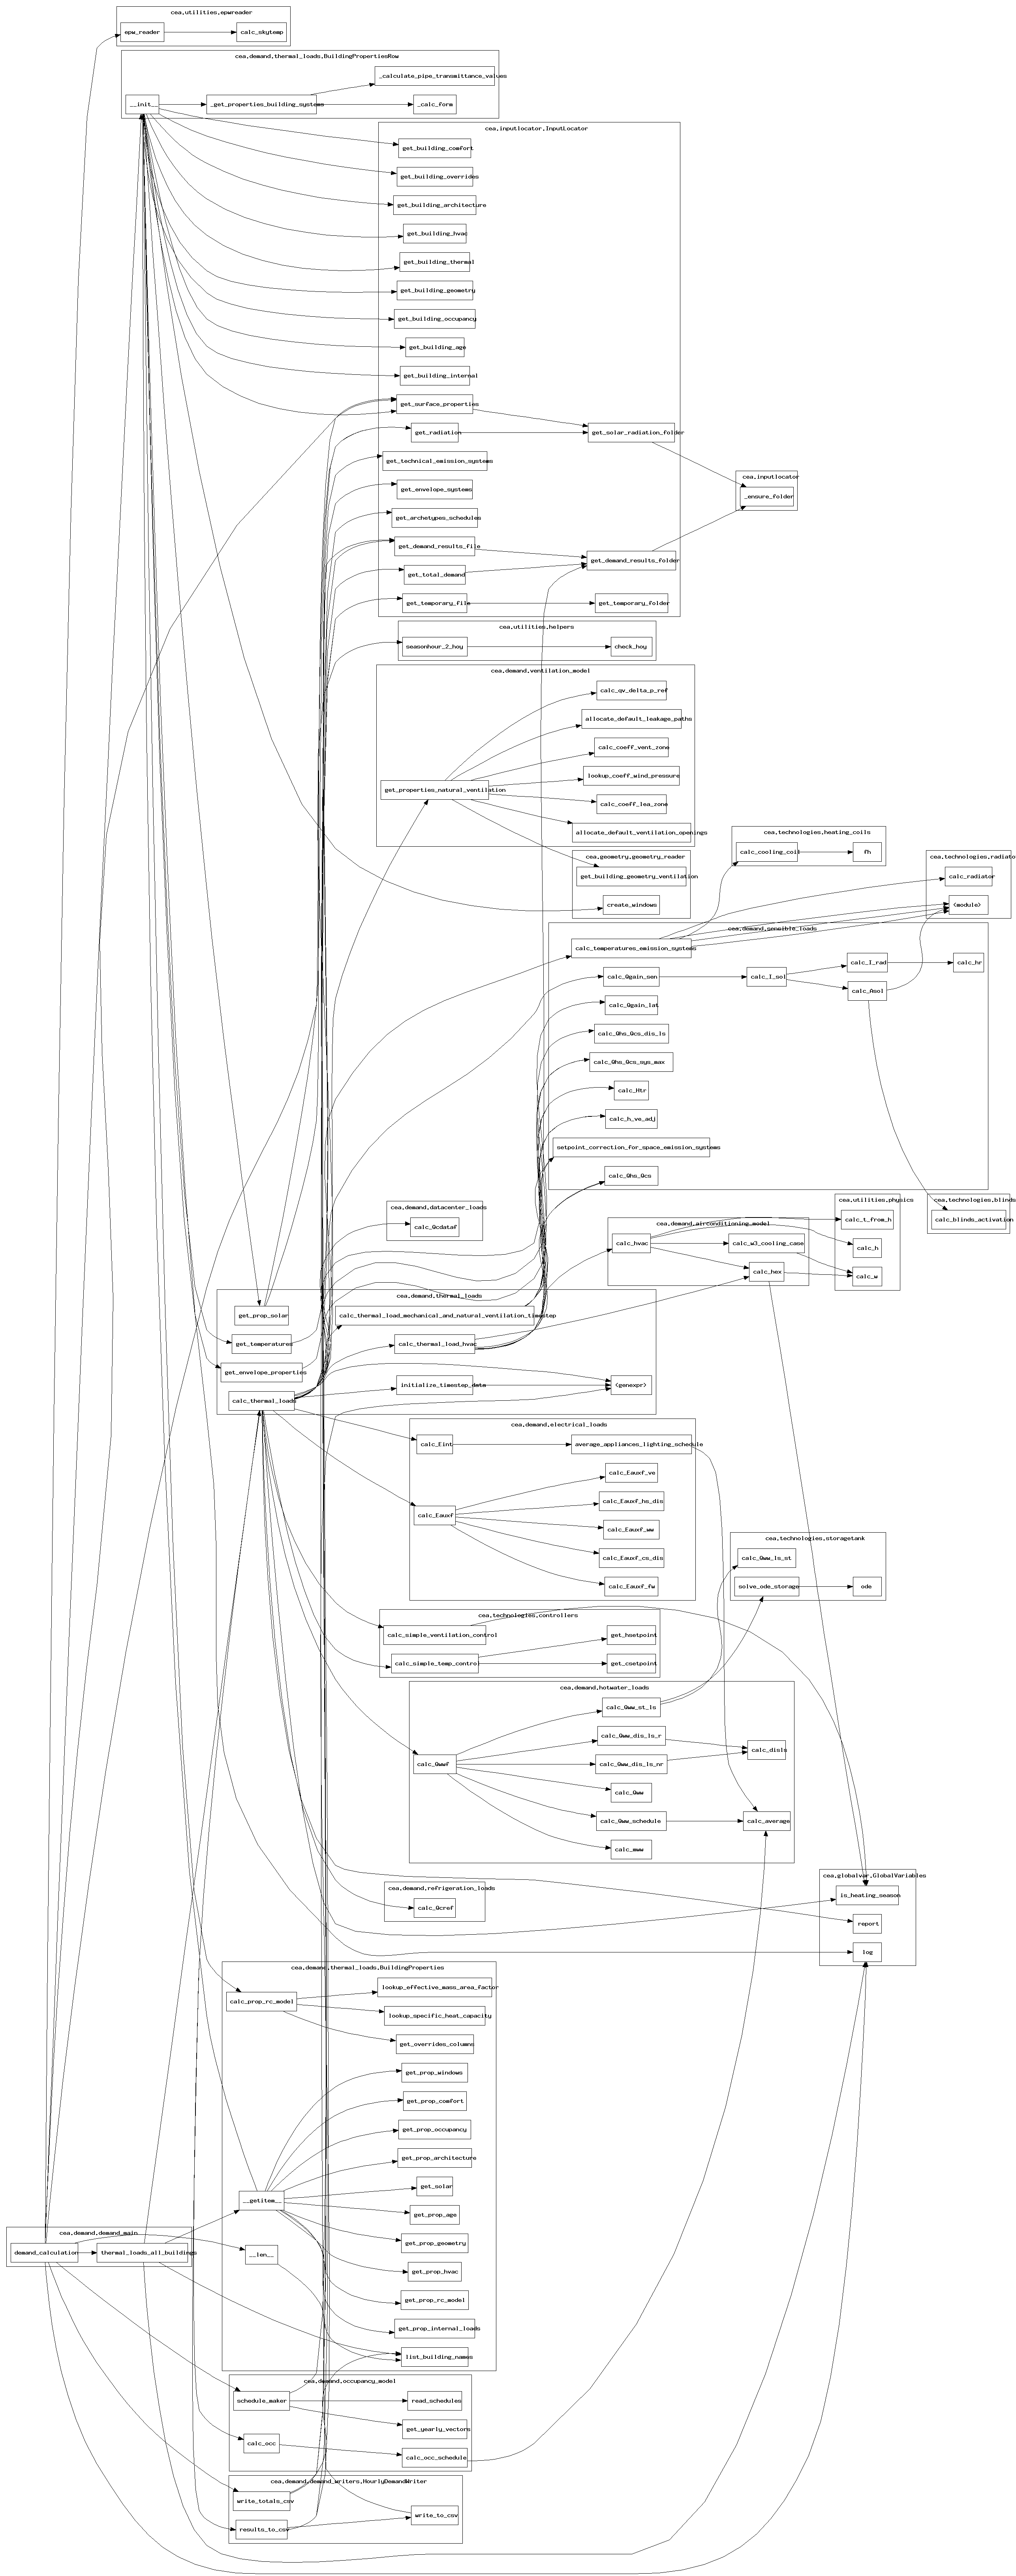 cea.utilities.epwreader
epw_reader
calc_skytemp
cea.demand.thermal_loads.BuildingPropertiesRow
_calculate_pipe_transmittance_values
__init__
_get_properties_building_systems
_calc_form
cea.inputlocator.InputLocator
get_building_comfort
get_building_overrides
get_building_architecture
get_building_hvac
get_building_thermal
get_building_geometry
get_building_occupancy
get_building_age
get_building_internal
get_surface_properties
get_radiation
get_solar_radiation_folder
get_technical_emission_systems
cea.inputlocator
get_envelope_systems
_ensure_folder
get_archetypes_schedules
get_demand_results_file
get_demand_results_folder
get_total_demand
get_temporary_file
get_temporary_folder
cea.utilities.helpers
seasonhour_2_hoy
check_hoy
cea.demand.ventilation_model
calc_qv_delta_p_ref
allocate_default_leakage_paths
calc_coeff_vent_zone
lookup_coeff_wind_pressure
get_properties_natural_ventilation
calc_coeff_lea_zone
allocate_default_ventilation_openings
cea.technologies.heating_coils
calc_cooling_coil
fh
cea.geometry.geometry_reader
get_building_geometry_ventilation
create_windows
cea.technologies.radiato
calc_radiator
(module)
cea.demand.sensible_loads
calc_temperatures_emission_systems
calc_Qgain_sen
calc_I_sol
calc_I_rad
calc_hr
calc_Asol
calc_Qgain_lat
calc_Qhs_Qcs_dis_ls
calc_Qhs_Qcs_sys_max
calc_Htr
calc_h_ve_adj
setpoint_correction_for_space_emission_systems
calc_Qhs_Qcs
cea.technologies.blinds
calc_blinds_activation
cea.utilities.physics
calc_t_from_h
calc_h
calc_w
cea.demand.datacenter_loads
calc_Qcdataf
cea.demand.airconditioning_model
calc_hvac
calc_w3_cooling_case
calc_hex
cea.demand.thermal_loads
get_prop_solar
calc_thermal_load_mechanical_and_natural_ventilation_timestep
get_temperatures
calc_thermal_load_hvac
get_envelope_properties
initialize_timestep_data
(genexpr)
calc_thermal_loads
cea.demand.electrical_loads
calc_Eint
average_appliances_lighting_schedule
calc_Eauxf_ve
calc_Eauxf_hs_dis
calc_Eauxf
calc_Eauxf_ww
calc_Eauxf_cs_dis
calc_Eauxf_fw
cea.technologies.storagetank
calc_Qww_ls_st
solve_ode_storage
ode
cea.technologies.controllers
calc_simple_ventilation_control
get_hsetpoint
calc_simple_temp_control
get_csetpoint
cea.demand.hotwater_loads
calc_Qww_st_ls
calc_Qww_dis_ls_r
calc_disls
calc_Qwwf
calc_Qww_dis_ls_nr
calc_Qww
calc_Qww_schedule
calc_average
calc_mww
cea.globalvar.GlobalVariables
is_heating_season
report
log
cea.demand.refrigeration_loads
calc_Qcref
cea.demand.thermal_loads.BuildingProperties
lookup_effective_mass_area_factor
calc_prop_rc_model
lookup_specific_heat_capacity
get_overrides_columns
get_prop_windows
get_prop_comfort
get_prop_occupancy
get_prop_architecture
get_solar
__getitem__
get_prop_age
get_prop_geometry
__len__
get_prop_hvac
get_prop_rc_model
get_prop_internal_loads
list_building_names
cea.demand.demand_main
demand_calculation
thermal_loads_all_buildings
cea.demand.occupancy_model
schedule_maker
read_schedules
get_yearly_vectors
calc_occ
calc_occ_schedule
cea.demand.demand_writers.HourlyDemandWriter
write_totals_csv
write_to_csv
results_to_csv